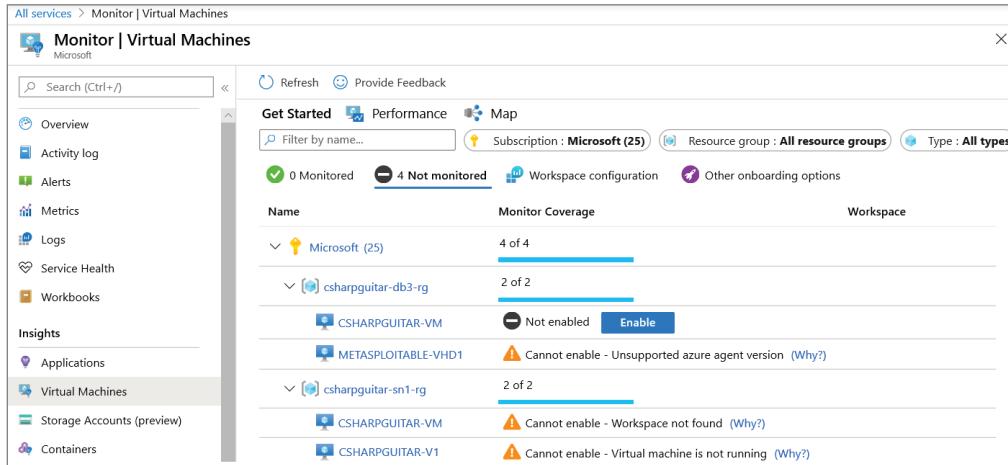 All services > Monitor | Virtual Machines
Monitor | Virtual Machines
Microsoft
Search (Ctrl+/)
Overview
Activity log
Alerts
Metrics
Logs
Service Health
Workbooks
Insights
Applications
Virtual Machines
Storage Accounts (preview)
Containers
Refresh Provide Feedback
Get Started Performance Map
Filter by name... Subscription : Microsoft (25) Resource group : All resource groups Type : All types
0 Monitored 4 Not monitored Workspace configuration Other onboarding options
Name Monitor Coverage Workspace
Microsoft (25) 4 of 4
csharpguitar-db3-rg 2 of 2
CSHARPGUITAR-VM Not enabled Enable
METASPLOITABLE-VHD1 Cannot enable - Unsupported azure agent version (Why?)
csharpguitar-sn1-rg 2 of 2
CSHARPGUITAR-VM Cannot enable - Workspace not found (Why?)
CSHARPGUITAR-V1 Cannot enable - Virtual machine is not running (Why?)